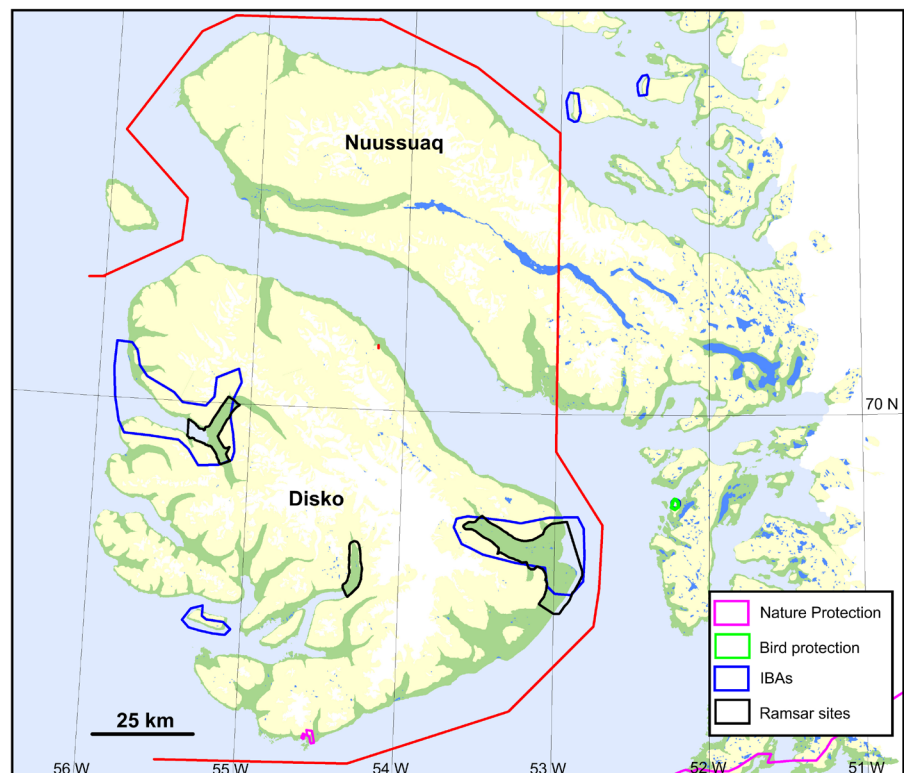 Nuussuaq
70 N
Disko
Nature Protection
Bird protection
IBAs
Ramsar sites
25 km
56 W
55 W
54 W
53 W
52 W
51 W